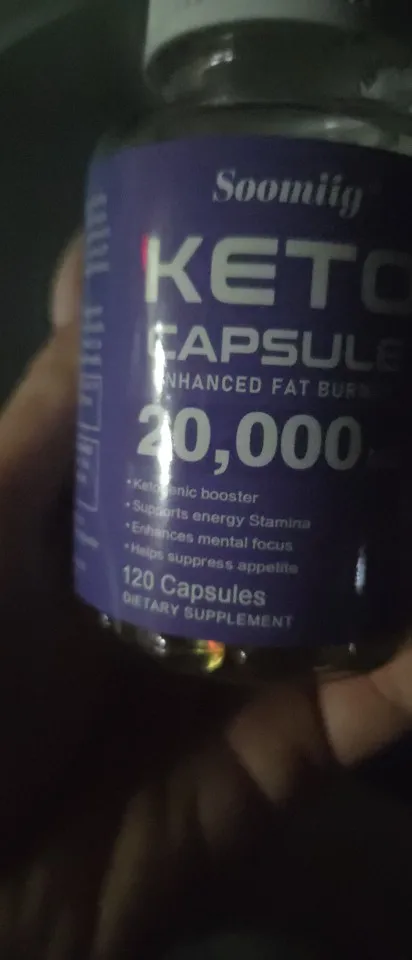 Soomiig
KETO
CAPSULE
ENHANCED FAT BURN
20,000
• Ketogenic booster
• Supports energy Stamina
• Enhances mental focus
• Helps suppress appetite
120 Capsules
DIETARY SUPPLEMENT